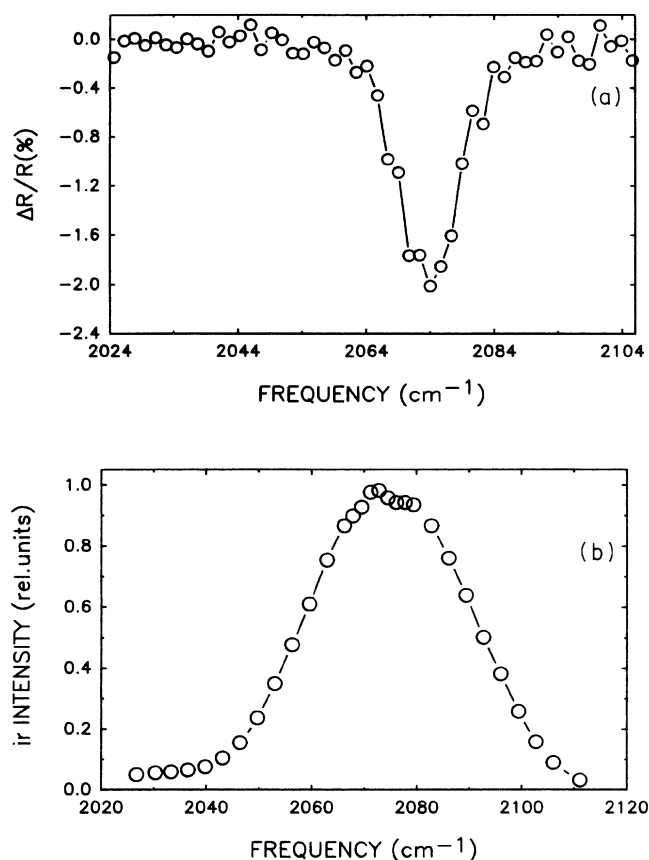 0.0
−0.4
−0.8
−1.2
−1.6
−2.0
−2.4
ΔR/R(%)
(a)
2024 2044 2064 2084 2104
FREQUENCY (cm⁻¹)
1.0
0.8
0.6
0.4
0.2
0.0
ir INTENSITY (rel.units)
(b)
2020 2040 2060 2080 2100 2120
FREQUENCY (cm⁻¹)